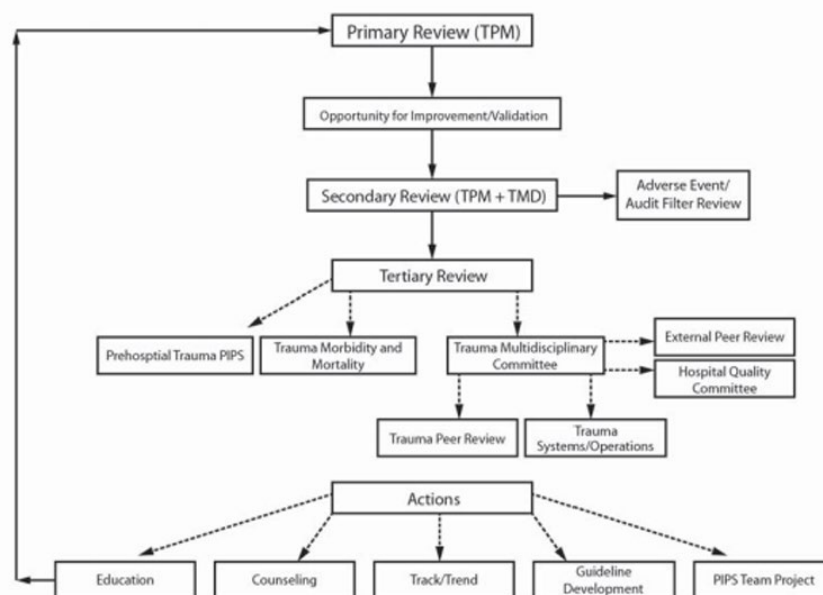 Primary Review (TPM)
Opportunity for Improvement/Validation
Secondary Review (TPM + TMD)
Adverse Event/
Audit Filter Review
Tertiary Review
Prehosptial Trauma PIPS
Trauma Morbidity and
Mortality
Trauma Multidisciplinary
Committee
External Peer Review
Hospital Quality
Committee
Trauma Peer Review
Trauma
Systems/Operations
Actions
Education
Counseling
Track/Trend
Guideline
Development
PIPS Team Project